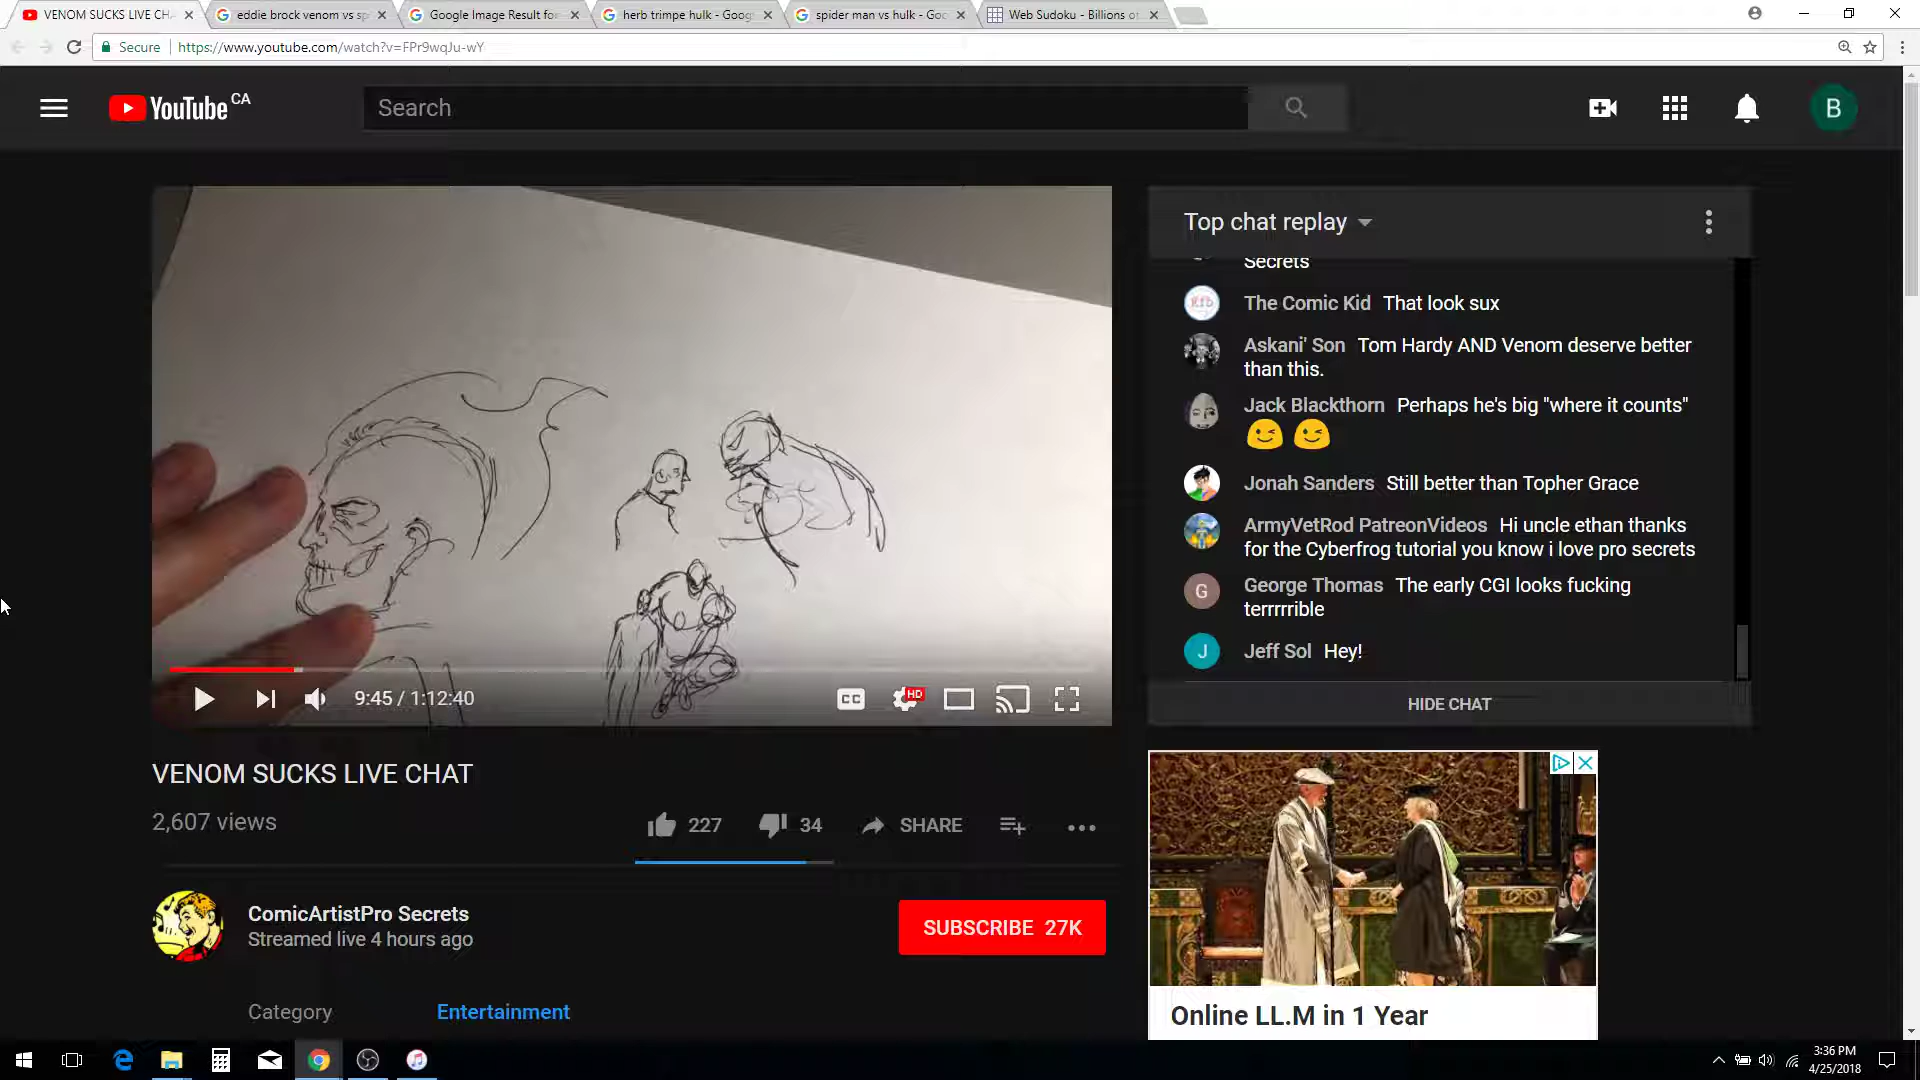 VENOM SUCKS LIVE CHA
eddie brock venom vs sp
Google Image Result for
herb trimpe hulk - Goog
spider man vs hulk - Goo
Web Sudoku - Billions of
Secure
https://www.youtube.com/watch?v=FPr9wqJu-wY
YouTube CA
Search
B
Top chat replay
Secrets
The Comic Kid That look sux
Askani' Son Tom Hardy AND Venom deserve better
than this.
Jack Blackthorn Perhaps he's big "where it counts"
Jonah Sanders Still better than Topher Grace
ArmyVetRod PatreonVideos Hi uncle ethan thanks
for the Cyberfrog tutorial you know i love pro secrets
G
George Thomas The early CGI looks fucking
terrrrrible
J
Jeff Sol Hey!
HIDE CHAT
9:45 / 1:12:40
CC
HD
VENOM SUCKS LIVE CHAT
2,607 views
227
34
SHARE
ComicArtistPro Secrets
Streamed live 4 hours ago
SUBSCRIBE 27K
Category
Entertainment
Online LL.M in 1 Year
3:36 PM
4/25/2018